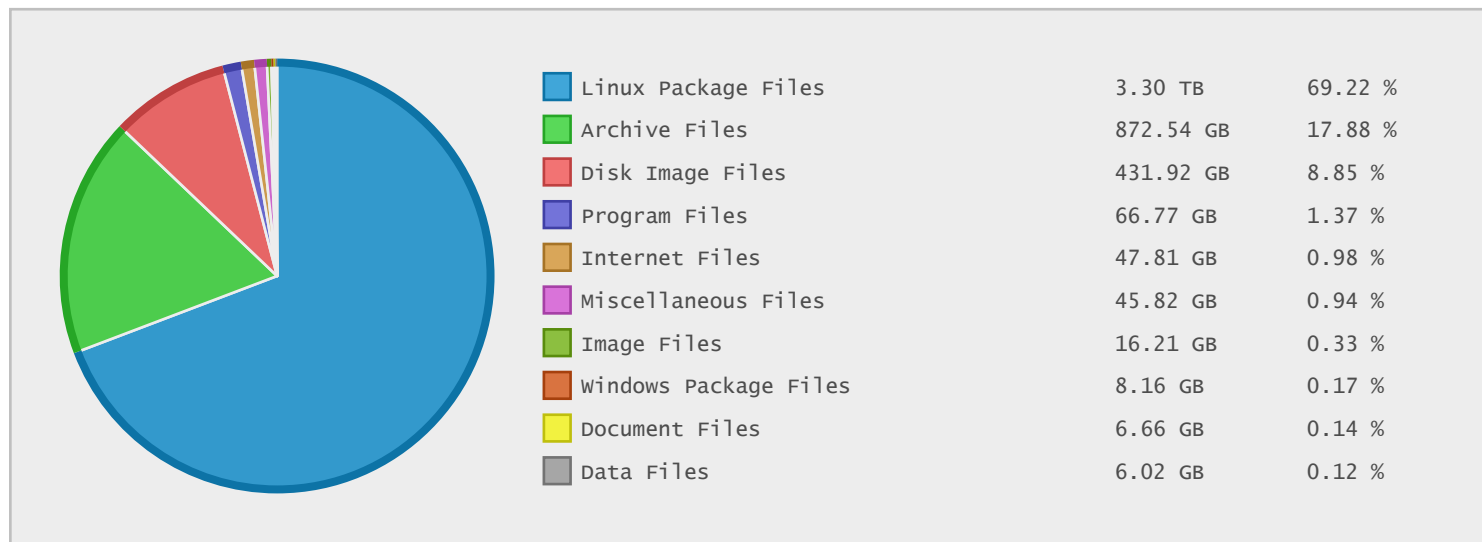 Linux Package Files 3.30 TB 69.22 %
Archive Files 872.54 GB 17.88 %
Disk Image Files 431.92 GB 8.85 %
Program Files 66.77 GB 1.37 %
Internet Files 47.81 GB 0.98 %
Miscellaneous Files 45.82 GB 0.94 %
Image Files 16.21 GB 0.33 %
Windows Package Files 8.16 GB 0.17 %
Document Files 6.66 GB 0.14 %
Data Files 6.02 GB 0.12 %